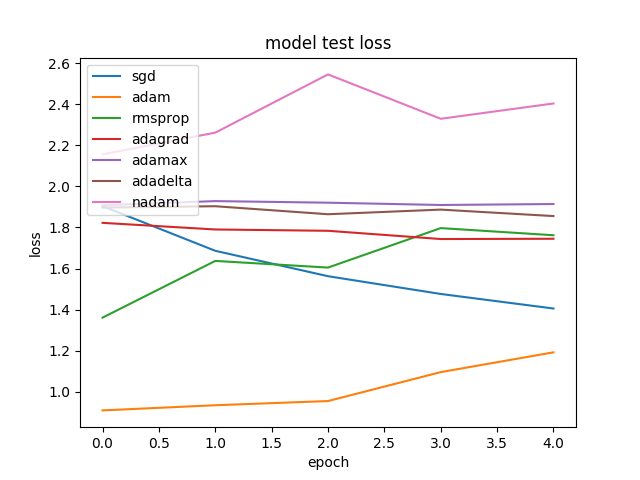 model test loss
sgd
adam
rmsprop
adagrad
adamax
adadelta
nadam
2.6
2.4
2.2
2.0
1.8
1.6
1.4
1.2
1.0
loss
0.0 0.5 1.0 1.5 2.0 2.5 3.0 3.5 4.0
epoch